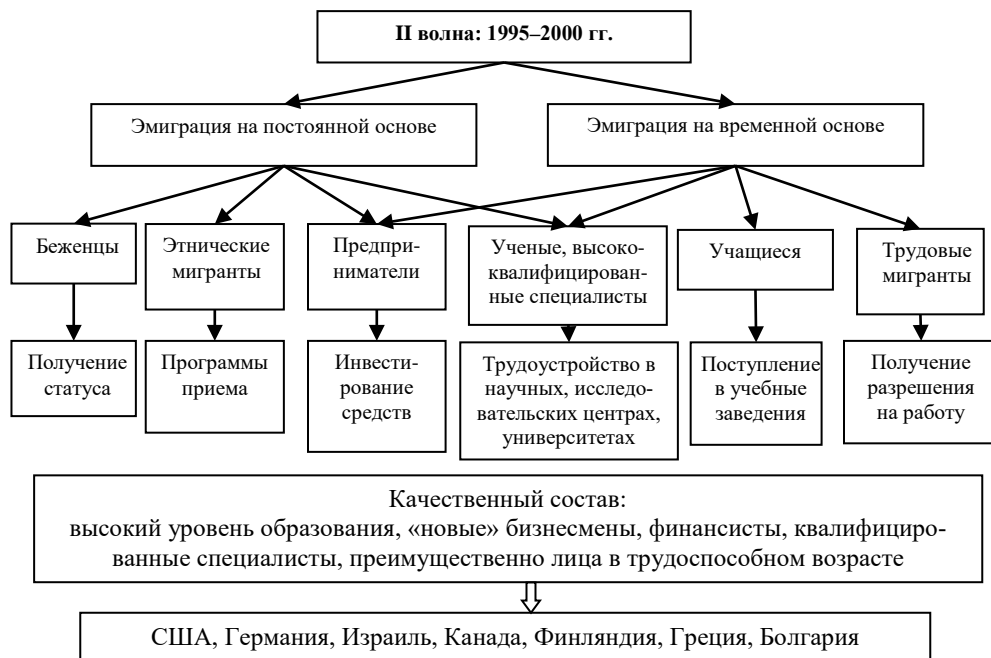 II волна: 1995–2000 гг.
Эмиграция на постоянной основе
Эмиграция на временной основе
Беженцы
Этнические
мигранты
Предпри-
ниматели
Ученые, высоко-
квалифицирован-
ные специалисты
Учащиеся
Трудовые
мигранты
Получение
статуса
Программы
приема
Инвести-
рование
средств
Трудоустройство в
научных, исследо-
вательских центрах,
университетах
Поступление
в учебные
заведения
Получение
разрешения
на работу
Качественный состав:
высокий уровень образования, «новые» бизнесмены, финансисты, квалифициро-
ванные специалисты, преимущественно лица в трудоспособном возрасте
США, Германия, Израиль, Канада, Финляндия, Греция, Болгария